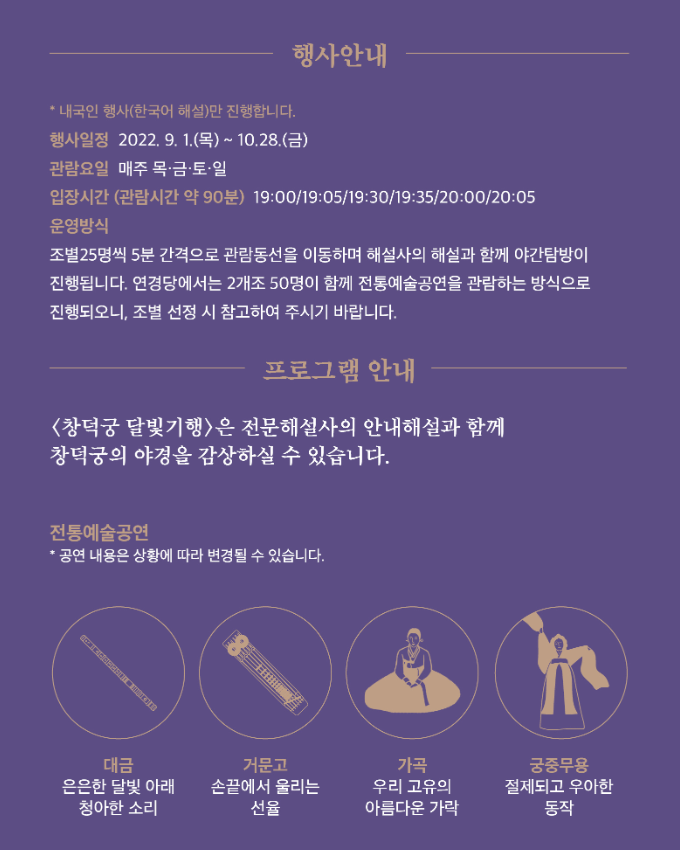 행사안내
* 내국인 행사(한국어 해설)만 진행합니다.
행사일정 2022. 9. 1.(목) ~ 10.28.(금)
관람요일 매주 목·금·토·일
입장시간 (관람시간 약 90분) 19:00/19:05/19:30/19:35/20:00/20:05
운영방식
조별25명씩 5분 간격으로 관람동선을 이동하며 해설사의 해설과 함께 야간탐방이
진행됩니다. 연경당에서는 2개조 50명이 함께 전통예술공연을 관람하는 방식으로
진행되오니, 조별 선정 시 참고하여 주시기 바랍니다.
프로그램 안내
<창덕궁 달빛기행>은 전문해설사의 안내해설과 함께
창덕궁의 야경을 감상하실 수 있습니다.
전통예술공연
* 공연 내용은 상황에 따라 변경될 수 있습니다.
대금
은은한 달빛 아래
청아한 소리
거문고
손끝에서 울리는
선율
가곡
우리 고유의
아름다운 가락
궁중무용
절제되고 우아한
동작